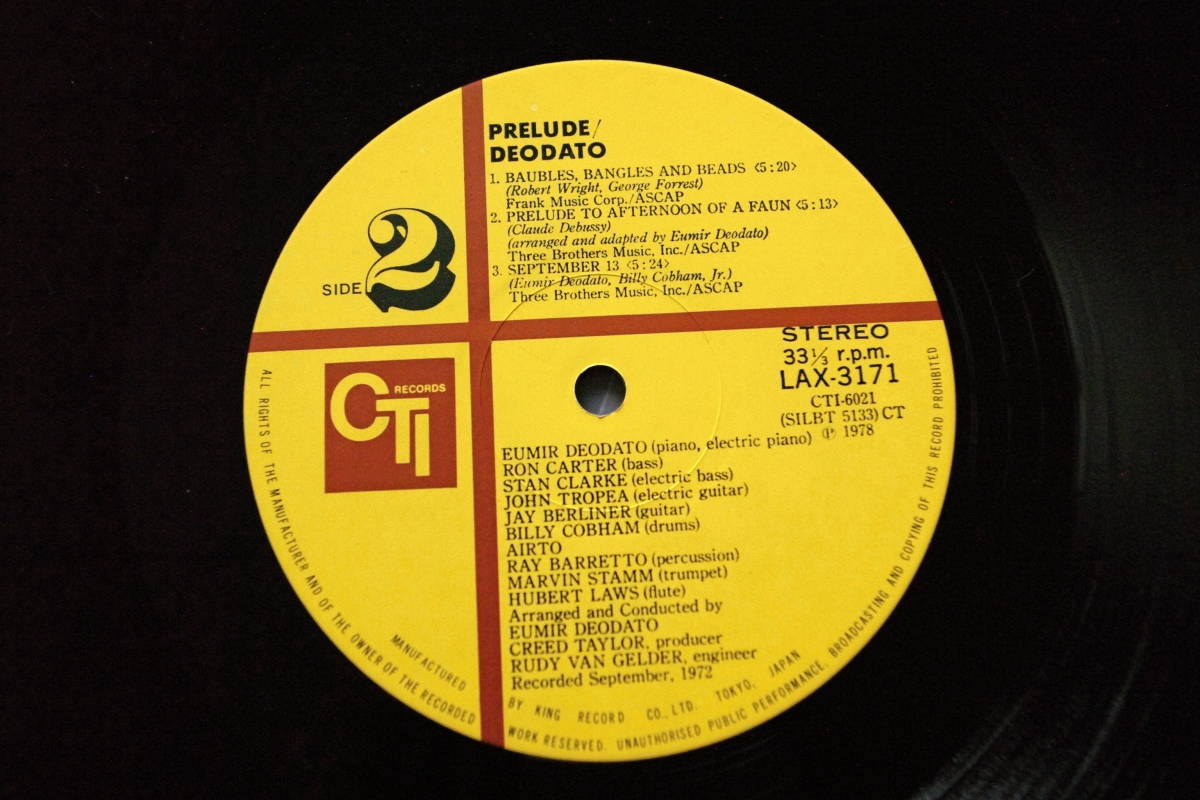 PRELUDE/
DEODATO
1. BAUBLES, BANGLES AND BEADS <5:20>
(Robert Wright, George Forrest)
Frank Music Corp./ASCAP
2. PRELUDE TO AFTERNOON OF A FAUN <5:13>
(Claude Debussy)
(arranged and adapted by Eumir Deodato)
Three Brothers Music, Inc./ASCAP
3. SEPTEMBER 13 <5:24>
(Eumir Deodato, Billy Cobham, Jr.)
Three Brothers Music, Inc./ASCAP
SIDE 2
CTI RECORDS
STEREO
33⅓ r.p.m.
LAX-3171
CTI-6021
(SILBT 5133) CT
℗ 1978
EUMIR DEODATO (piano, electric piano)
RON CARTER (bass)
STAN CLARKE (electric bass)
JOHN TROPEA (electric guitar)
JAY BERLINER (guitar)
BILLY COBHAM (drums)
AIRTO
RAY BARRETTO (percussion)
MARVIN STAMM (trumpet)
HUBERT LAWS (flute)
Arranged and Conducted by
EUMIR DEODATO
CREED TAYLOR, producer
RUDY VAN GELDER, engineer
Recorded September, 1972
MANUFACTURED BY KING RECORD CO., LTD. TOKYO, JAPAN
ALL RIGHTS OF THE MANUFACTURER AND OF THE OWNER OF THE RECORDED WORK RESERVED. UNAUTHORISED PUBLIC PERFORMANCE, BROADCASTING AND COPYING OF THIS RECORD PROHIBITED